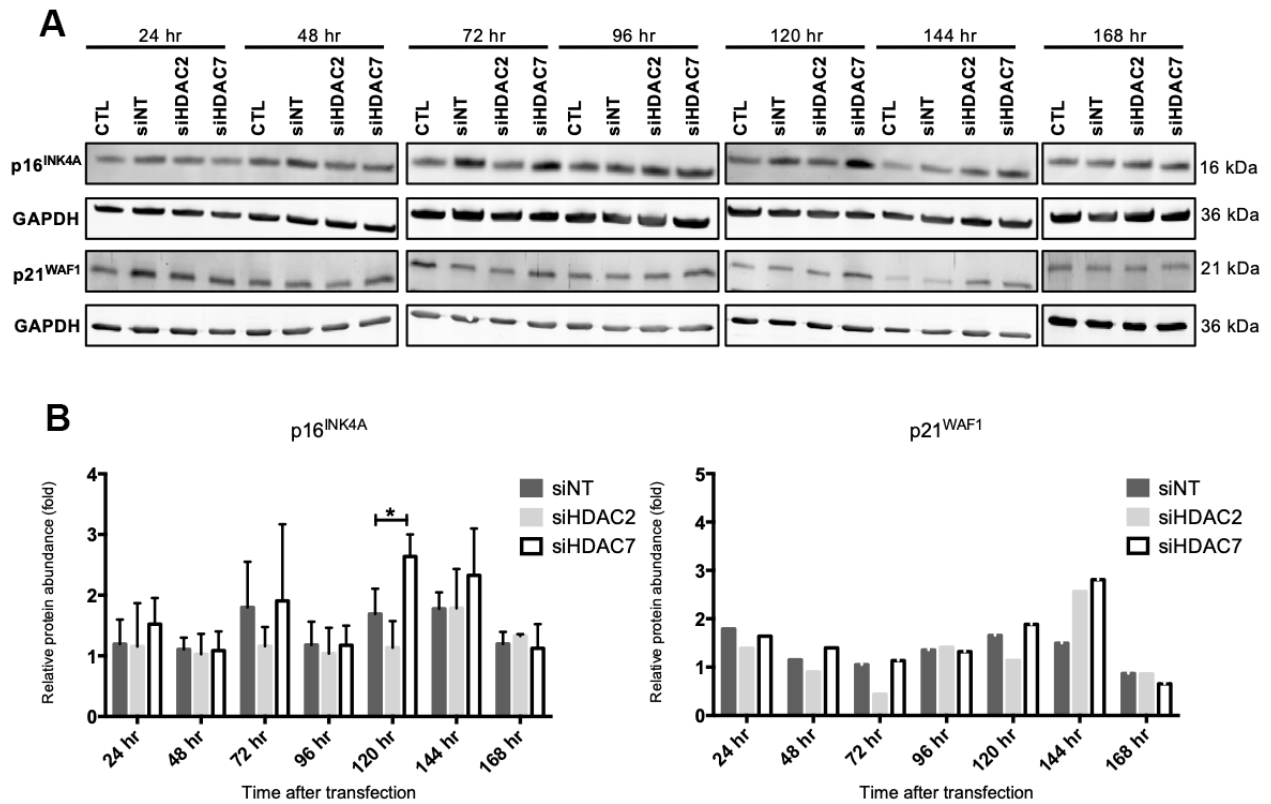 A
24 hr 48 hr 72 hr 96 hr 120 hr 144 hr 168 hr
CTL siNT siHDAC2 siHDAC7 CTL siNT siHDAC2 siHDAC7 CTL siNT siHDAC2 siHDAC7 CTL siNT siHDAC2 siHDAC7 CTL siNT siHDAC2 siHDAC7 CTL siNT siHDAC2 siHDAC7 CTL siNT siHDAC2 siHDAC7
p16INK4A 16 kDa
GAPDH 36 kDa
p21WAF1 21 kDa
GAPDH 36 kDa
B
p16INK4A
Relative protein abundance (fold)
4
3
2
1
0
*
siNT
siHDAC2
siHDAC7
24 hr 48 hr 72 hr 96 hr 120 hr 144 hr 168 hr
Time after transfection
p21WAF1
Relative protein abundance (fold)
5
4
3
2
1
0
siNT
siHDAC2
siHDAC7
24 hr 48 hr 72 hr 96 hr 120 hr 144 hr 168 hr
Time after transfection